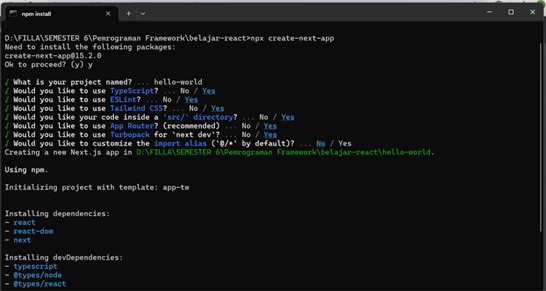 npm install
D:\FILLA\SEMESTER 6\Pemrograman Framework\belajar-react>npx create-next-app
Need to install the following packages:
create-next-app@15.2.0
Ok to proceed? (y) y
√ What is your project named? ... hello-world
√ Would you like to use TypeScript? ... No / Yes
√ Would you like to use ESLint? ... No / Yes
√ Would you like to use Tailwind CSS? ... No / Yes
√ Would you like your code inside a `src/` directory? ... No / Yes
√ Would you like to use App Router? (recommended) ... No / Yes
√ Would you like to use Turbopack for `next dev`? ... No / Yes
√ Would you like to customize the import alias (`@/*` by default)? ... No / Yes
Creating a new Next.js app in D:\FILLA\SEMESTER 6\Pemrograman Framework\belajar-react\hello-world.
Using npm.
Initializing project with template: app-tw
Installing dependencies:
- react
- react-dom
- next
Installing devDependencies:
- typescript
- @types/node
- @types/react